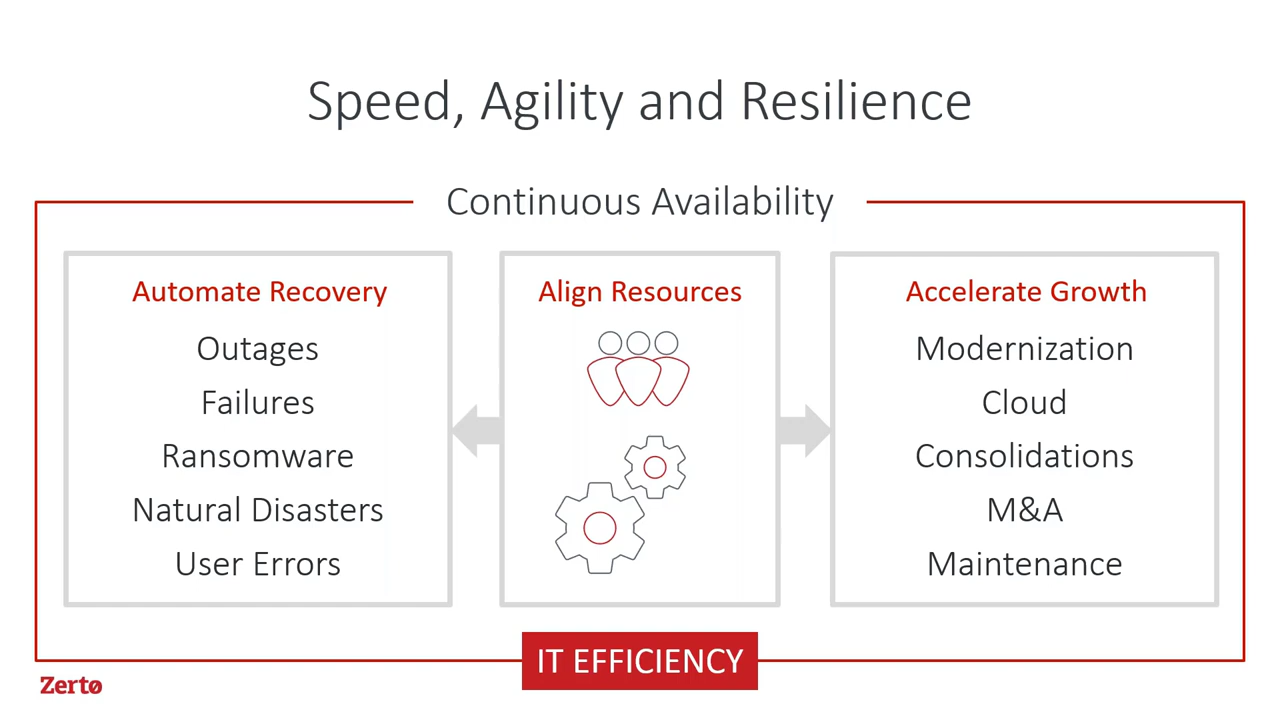 Speed, Agility and Resilience
Continuous Availability
Automate Recovery
Outages
Failures
Ransomware
Natural Disasters
User Errors
Align Resources
Accelerate Growth
Modernization
Cloud
Consolidations
M&A
Maintenance
IT EFFICIENCY
Zertø